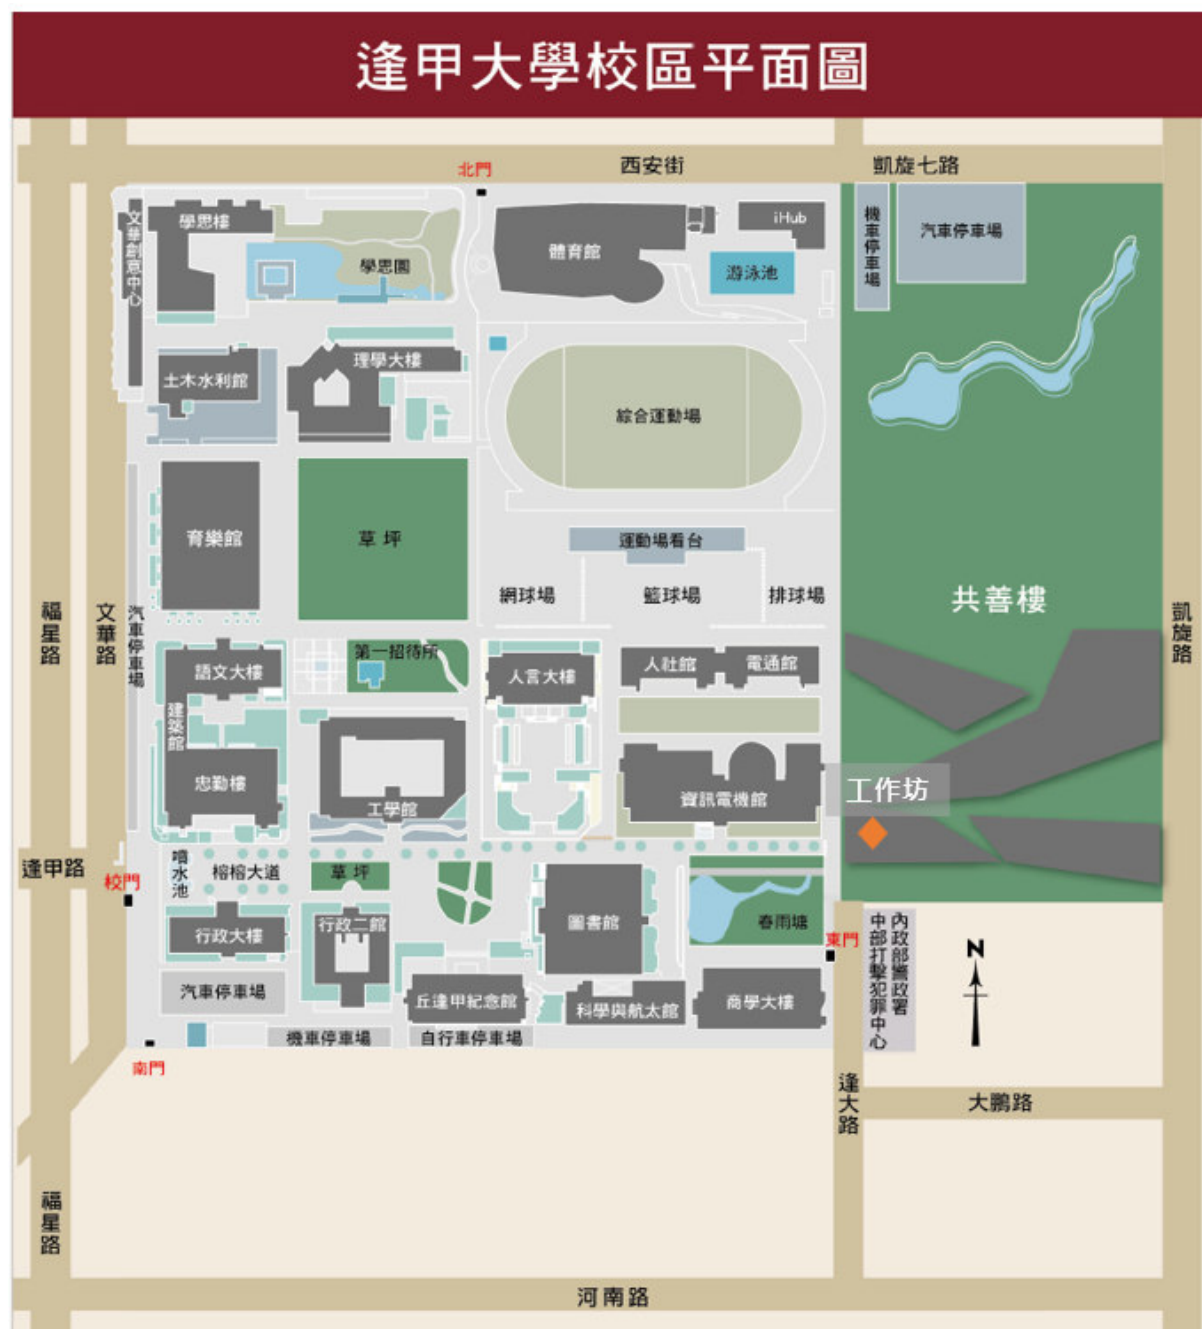 逢甲大學校區平面圖
北門
西安街
凱旋七路
文華創意中心
學思樓
學思園
體育館
iHub
游泳池
機車停車場
汽車停車場
土木水利館
理學大樓
綜合運動場
育樂館
草坪
運動場看台
網球場
籃球場
排球場
共善樓
福星路
文華路
汽車停車場
凱旋路
語文大樓
第一招待所
人言大樓
人社館
電通館
建築館
忠勤樓
工學館
資訊電機館
工作坊
逢甲路
校門
噴水池
榕榕大道
草坪
行政大樓
行政二館
圖書館
春雨塘
東門
內政部警政署
中部打擊犯罪中心
N
汽車停車場
丘逢甲紀念館
科學與航太館
商學大樓
機車停車場
自行車停車場
南門
逢大路
大鵬路
福星路
河南路